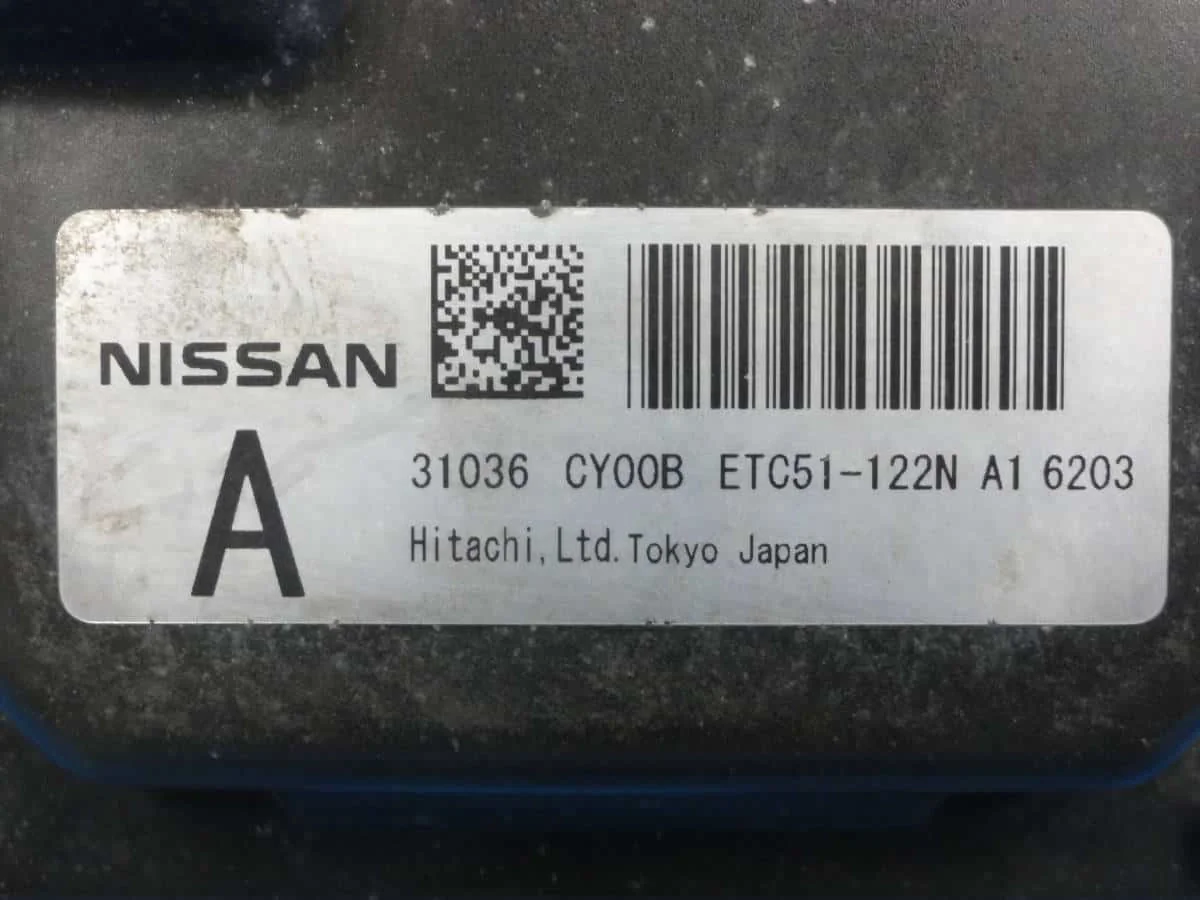 NISSAN
A
31036 CY00B ETC51-122N A1 6203
Hitachi,Ltd.Tokyo Japan